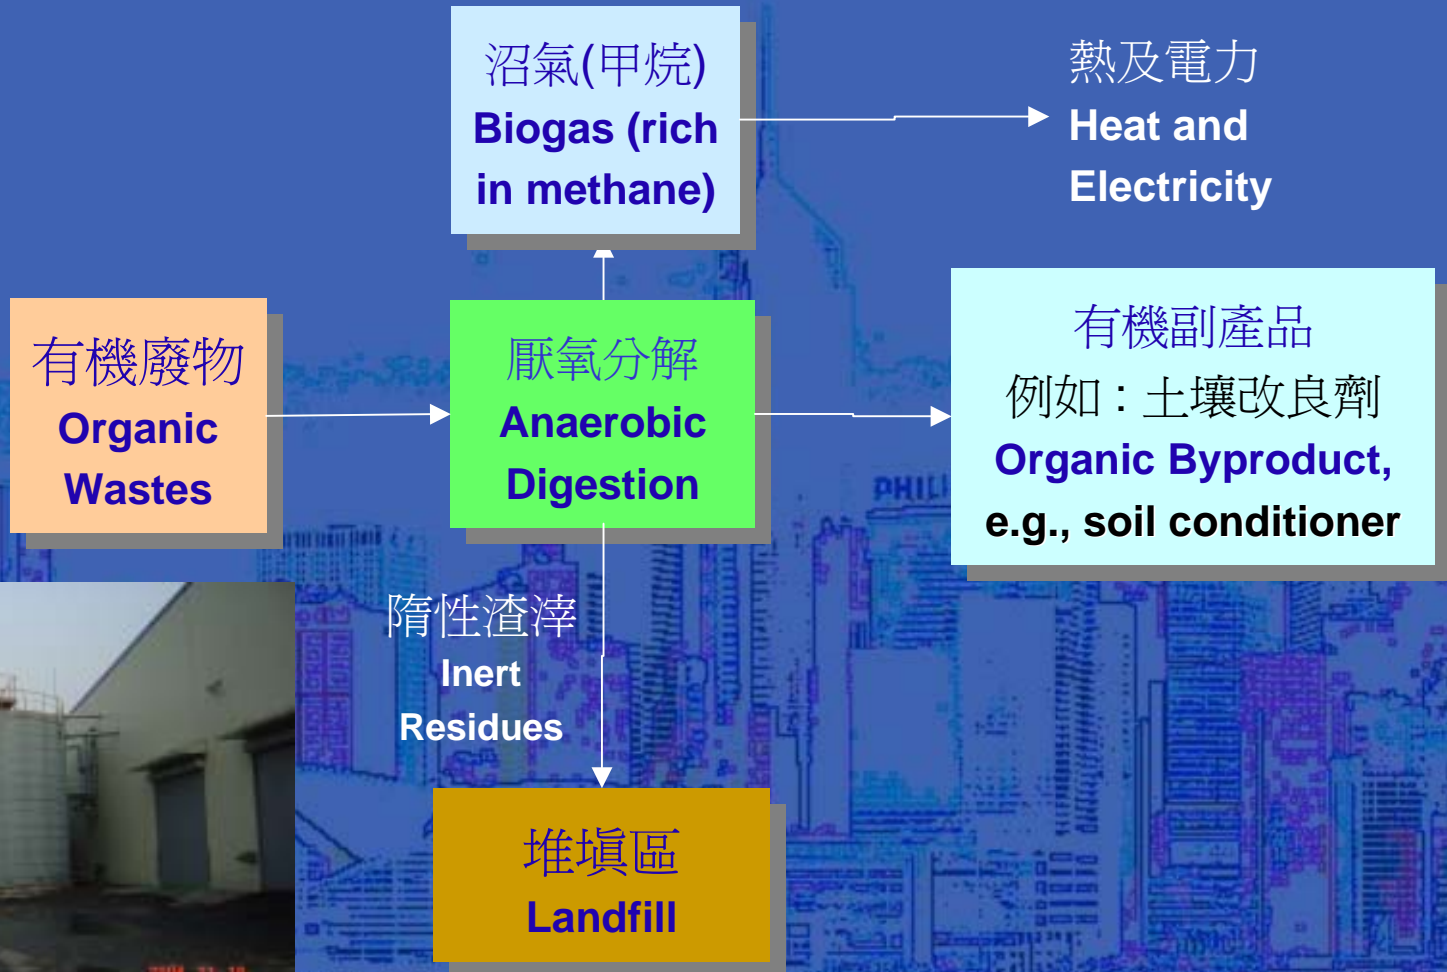 沼氣(甲烷)
Biogas (rich
in methane)
熱及電力
Heat and
Electricity
有機廢物
Organic
Wastes
厭氧分解
Anaerobic
Digestion
有機副產品
例如 : 土壤改良劑
Organic Byproduct,
e.g., soil conditioner
PHILI
隋性渣滓
Inert
Residues
堆塡區
Landfill